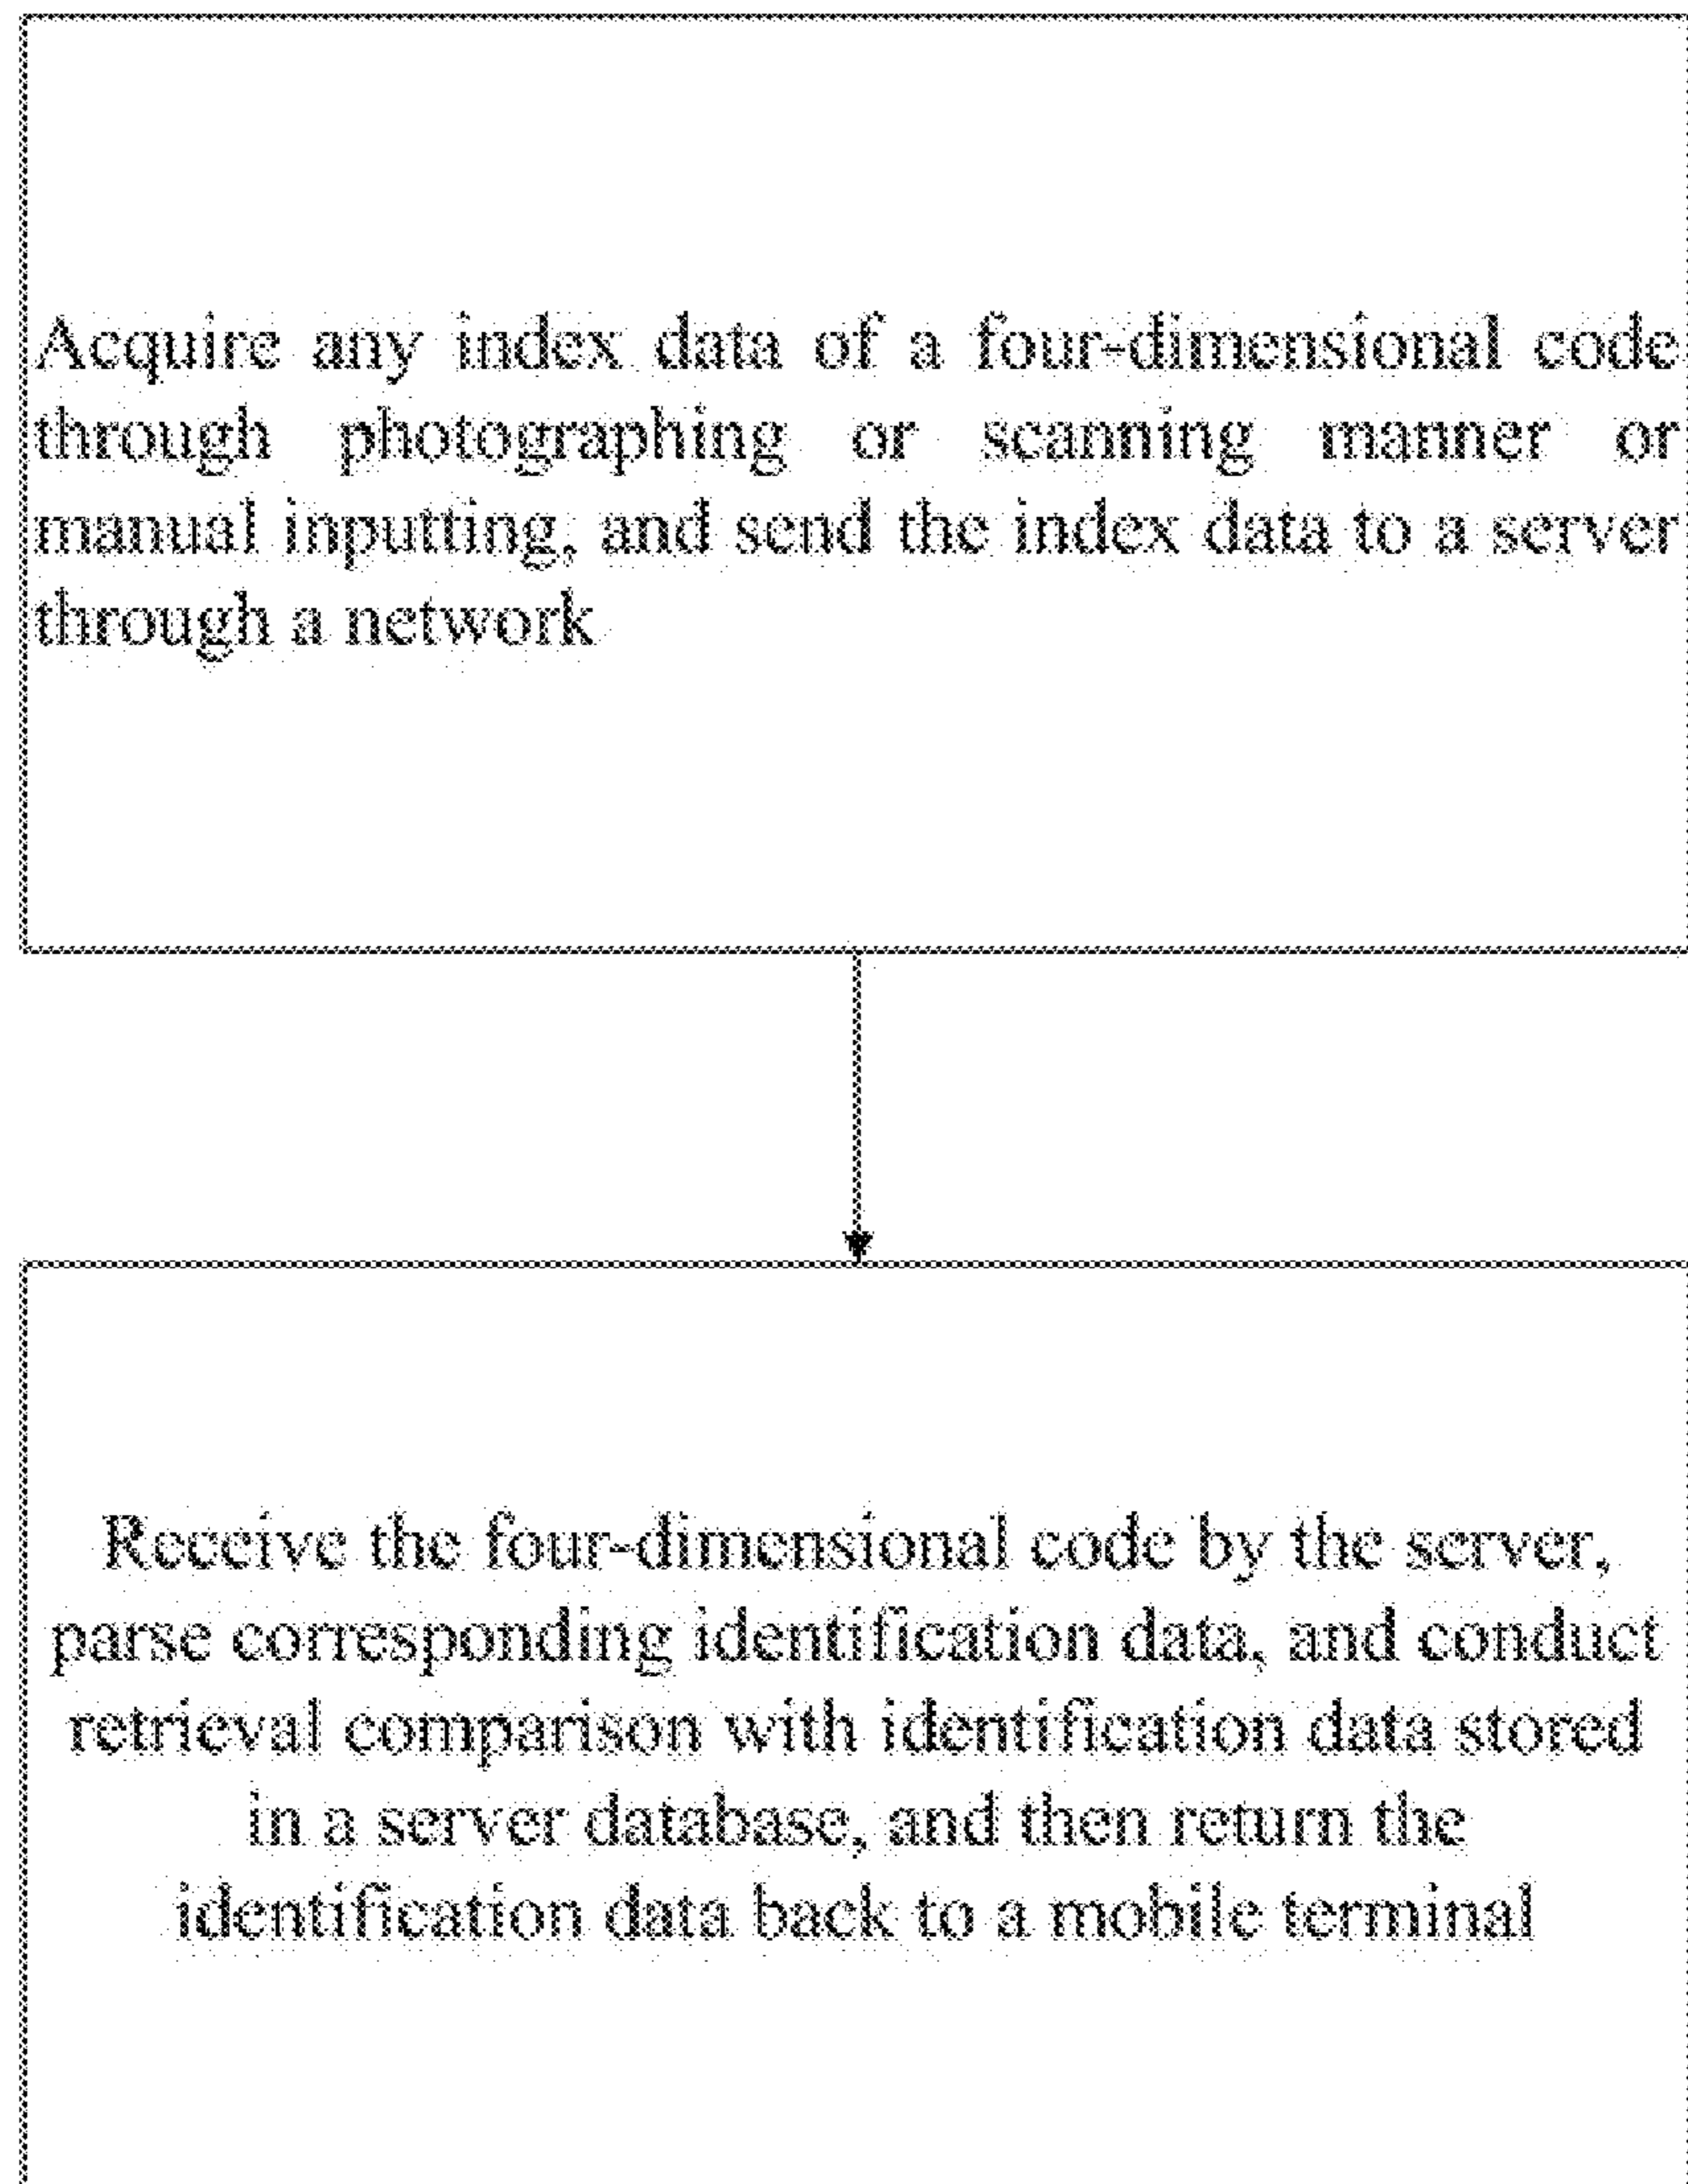 Acquire any index data of a four-dimensional code
through photographing or scanning manner or
manual inputting, and send the index data to a server
through a network
Receive the four-dimensional code by the server,
parse corresponding identification data, and conduct
retrieval comparison with identification data stored
in a server database, and then return the
identification data back to a mobile terminal